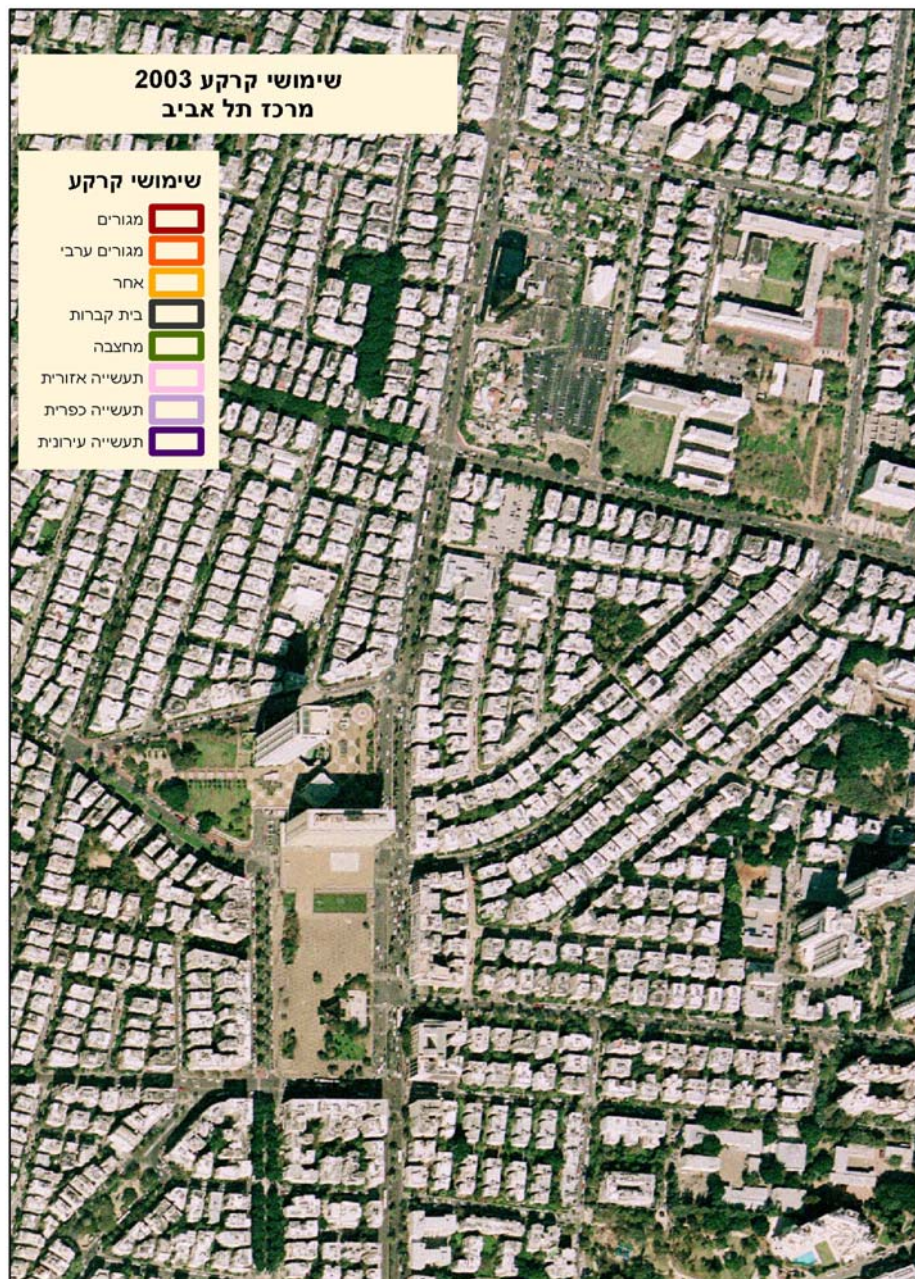 שימושי קרקע 2003
מרכז תל אביב
שימושי קרקע
מגורים
מגורים ערבי
אחר
בית קברות
מחצבה
תעשייה אזורית
תעשייה כפרית
תעשייה עירונית